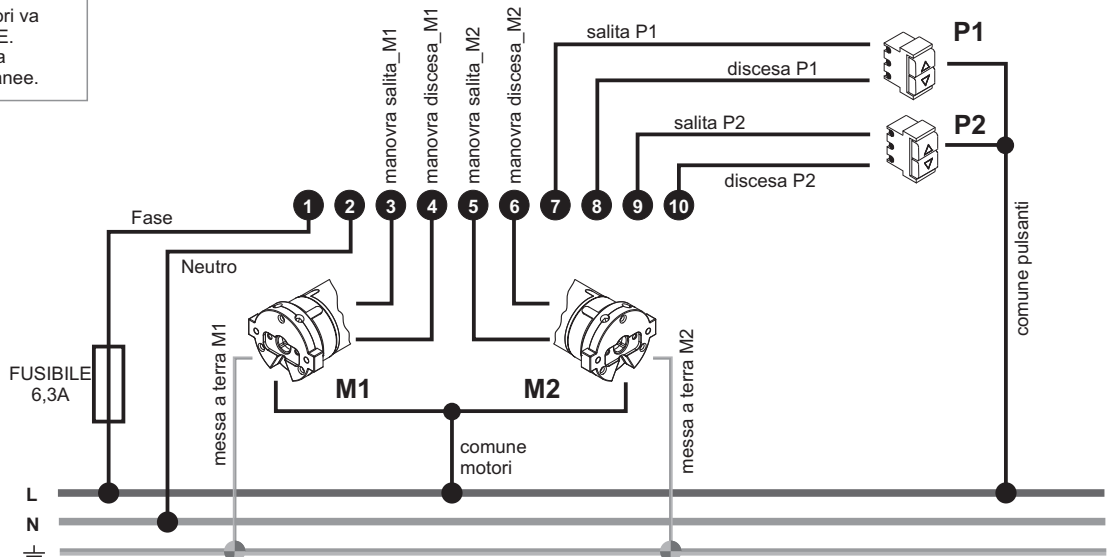 ori va
E.
a
anee.
manovra salita_M1
manovra discesa_M1
manovra salita_M2
manovra discesa_M2
salita P1
discesa P1
P1
salita P2
discesa P2
P2
1 2 3 4 5 6 7 8 9 10
Fase
Neutro
comune pulsanti
FUSIBILE
6,3A
messa a terra M1
M1
M2
messa a terra M2
comune
motori
L
N